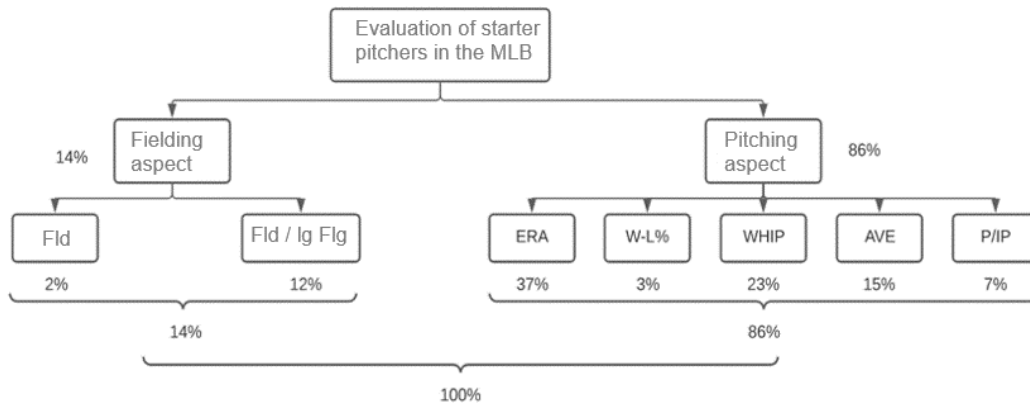 Evaluation of starter
pitchers in the MLB
14%
Fielding
aspect
Pitching
aspect
86%
Fld
Fld / lg Flg
ERA
W-L%
WHIP
AVE
P/IP
2%
12%
37%
3%
23%
15%
7%
14%
86%
100%